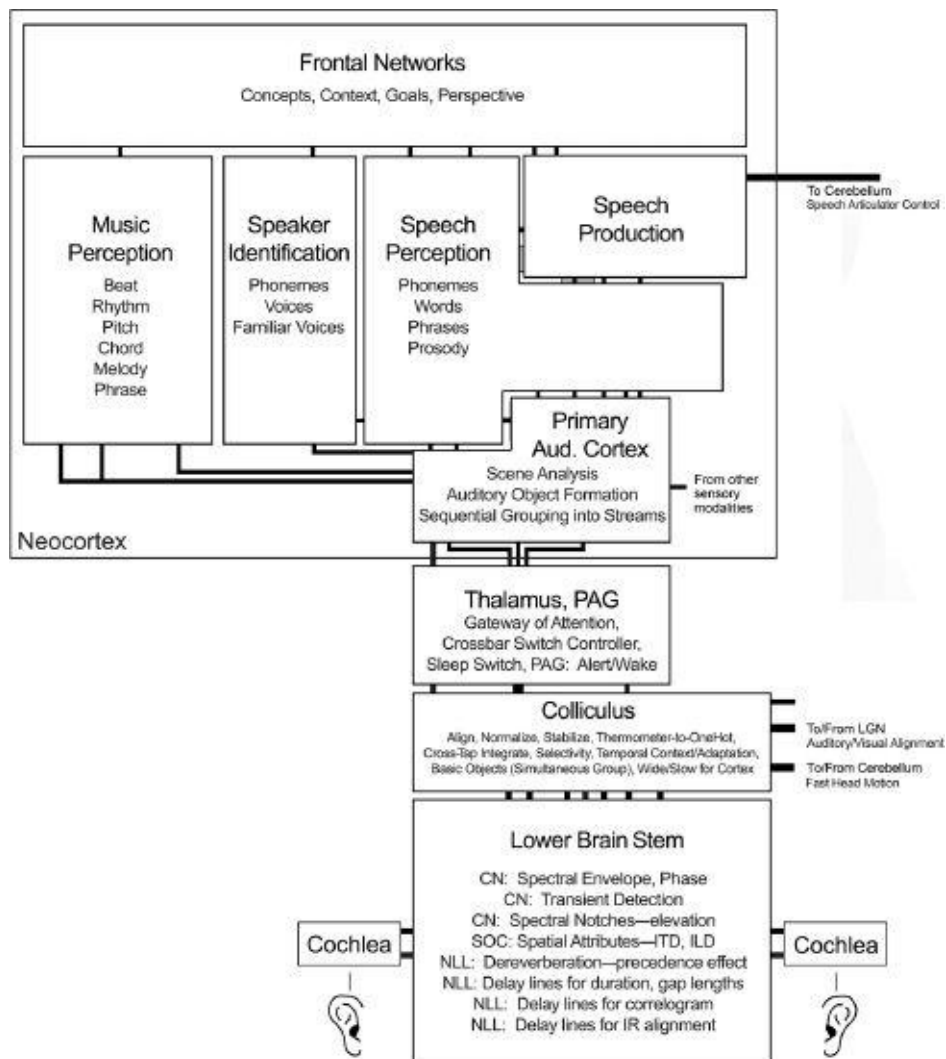 Frontal Networks
Concepts, Context, Goals, Perspective
Music
Perception
Beat
Rhythm
Pitch
Chord
Melody
Phrase
Speaker
Identification
Phonemes
Voices
Familiar Voices
Speech
Perception
Phonemes
Words
Phrases
Prosody
Speech
Production
To Cerebellum
Speech Articulator Control
Primary
Aud. Cortex
Scene Analysis
Auditory Object Formation
Sequential Grouping into Streams
From other
sensory
modalities
Neocortex
Thalamus, PAG
Gateway of Attention,
Crossbar Switch Controller,
Sleep Switch, PAG: Alert/Wake
Colliculus
Align, Normalize, Stabilize, Thermometer-to-OneHot,
Cross-Tap Integrate, Selectivity, Temporal Context/Adaptation,
Basic Objects (Simultaneous Group), Wide/Slow for Cortex
To/From LGN
Auditory/Visual Alignment
To/From Cerebellum
Fast Head Motion
Lower Brain Stem
CN: Spectral Envelope, Phase
CN: Transient Detection
CN: Spectral Notches—elevation
SOC: Spatial Attributes—ITD, ILD
NLL: Dereverberation—precedence effect
NLL: Delay lines for duration, gap lengths
NLL: Delay lines for correlogram
NLL: Delay lines for IR alignment
Cochlea
Cochlea